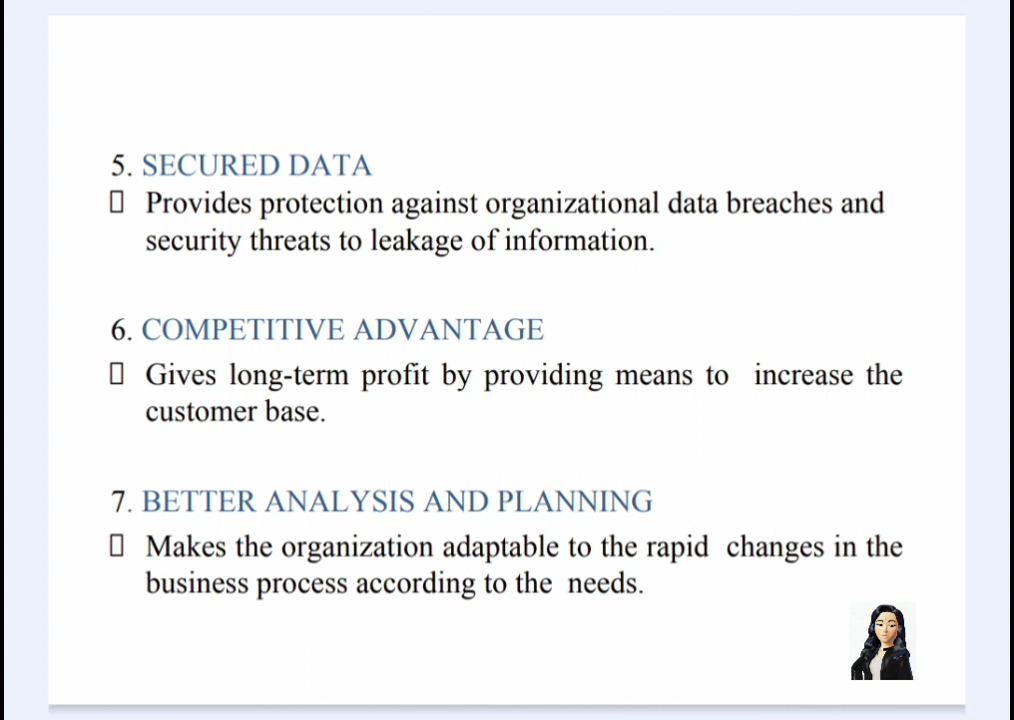 5. SECURED DATA
▯ Provides protection against organizational data breaches and
security threats to leakage of information.
6. COMPETITIVE ADVANTAGE
▯ Gives long-term profit by providing means to increase the
customer base.
7. BETTER ANALYSIS AND PLANNING
▯ Makes the organization adaptable to the rapid changes in the
business process according to the needs.